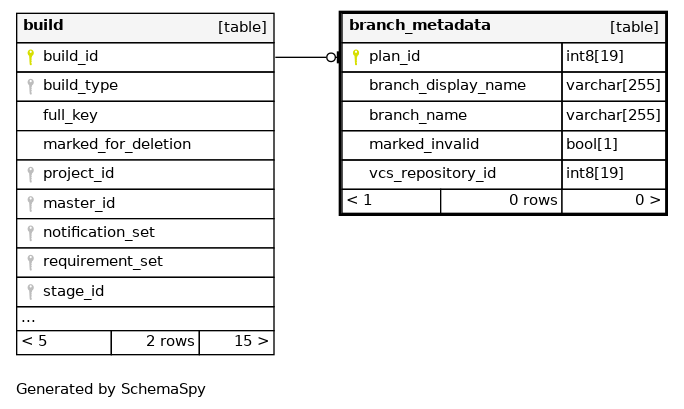 build [table]
build_id
build_type
full_key
marked_for_deletion
project_id
master_id
notification_set
requirement_set
stage_id
...
< 5 2 rows 15 >
branch_metadata [table]
plan_id int8[19]
branch_display_name varchar[255]
branch_name varchar[255]
marked_invalid bool[1]
vcs_repository_id int8[19]
< 1 0 rows 0 >
Generated by SchemaSpy